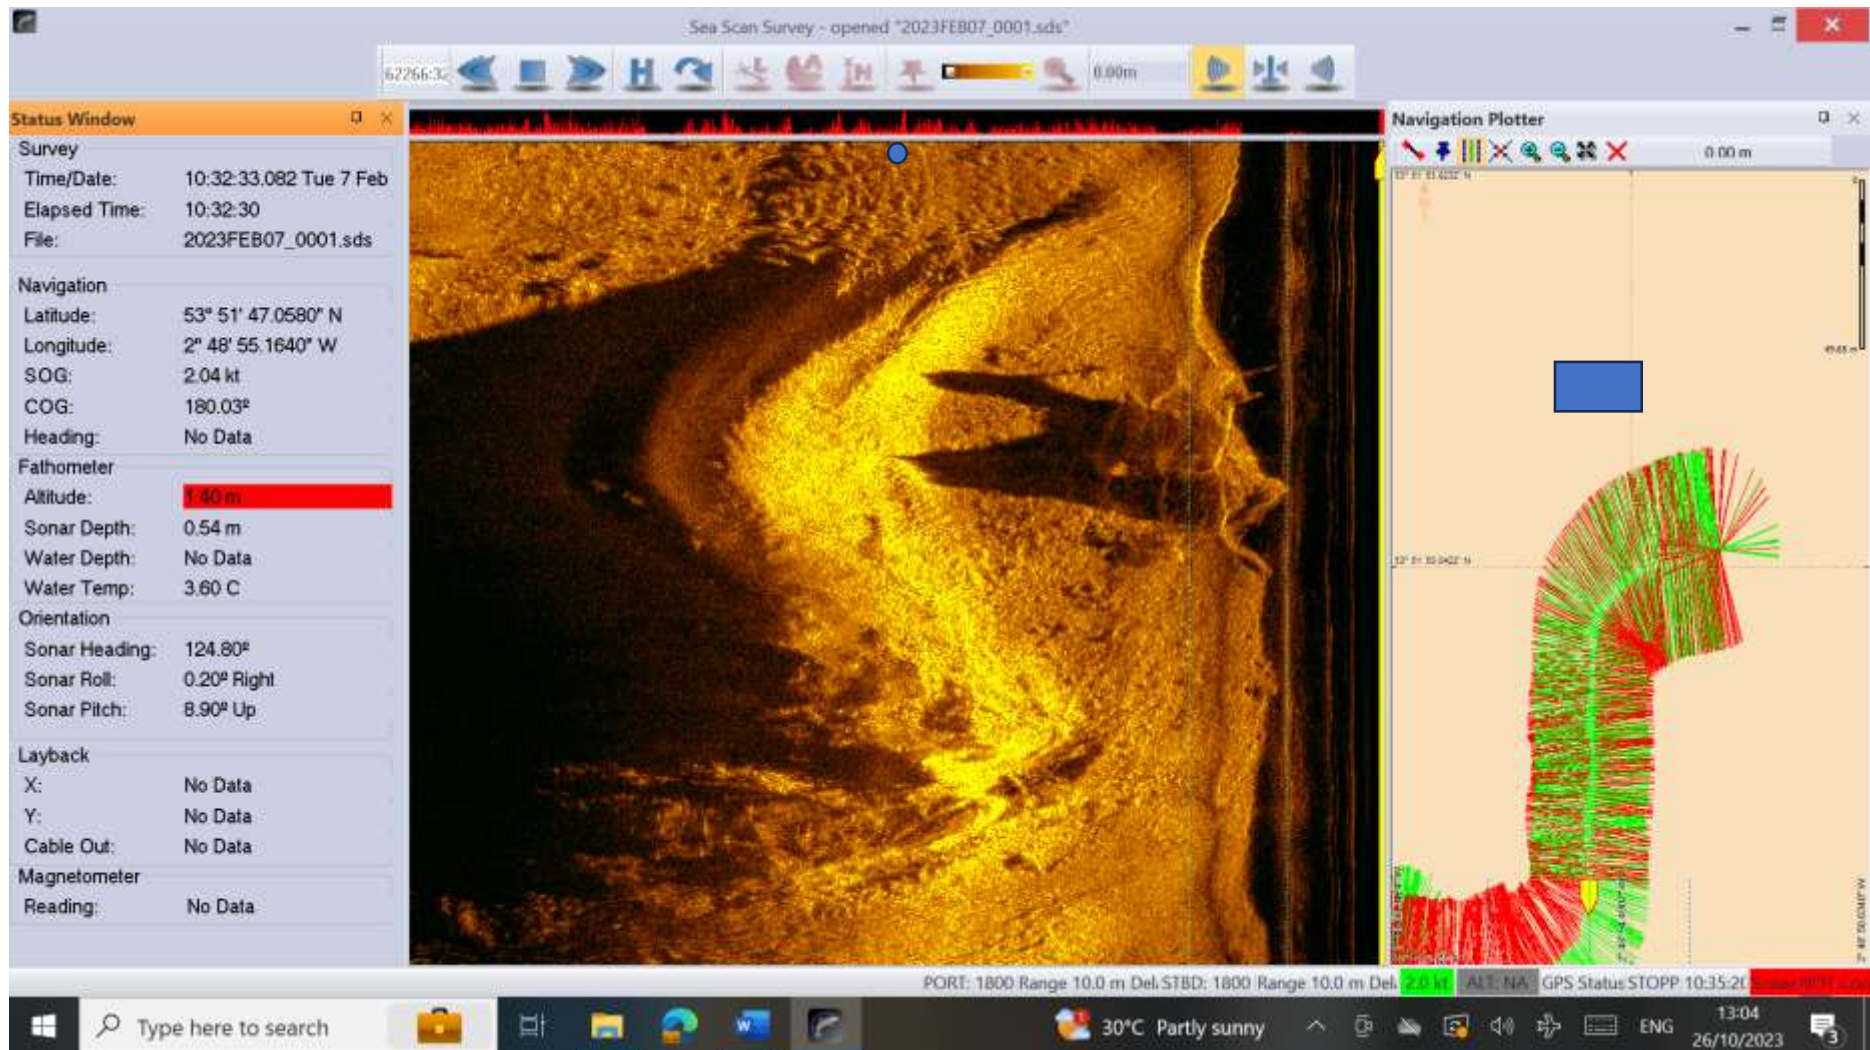 Sea Scan Survey - opened "2023FEB07_0001.sds"
0.00m
Status Window
Survey
Time/Date: 10:32:33.082 Tue 7 Feb
Elapsed Time: 10:32:30
File: 2023FEB07_0001.sds
Navigation
Latitude: 53° 51' 47.0580" N
Longitude: 2° 48' 55.1640" W
SOG: 2.04 kt
COG: 180.03º
Heading: No Data
Fathometer
Altitude: 1.40 m
Sonar Depth: 0.54 m
Water Depth: No Data
Water Temp: 3.60 C
Orientation
Sonar Heading: 124.80º
Sonar Roll: 0.20º Right
Sonar Pitch: 8.90º Up
Layback
X: No Data
Y: No Data
Cable Out: No Data
Magnetometer
Reading: No Data
Navigation Plotter
0.00 m
PORT: 1800 Range 10.0 m Del. STBD: 1800 Range 10.0 m Del. 2.0 kt ALT: NA GPS Status STOPP
Type here to search
30°C Partly sunny
ENG
13:04
26/10/2023
3